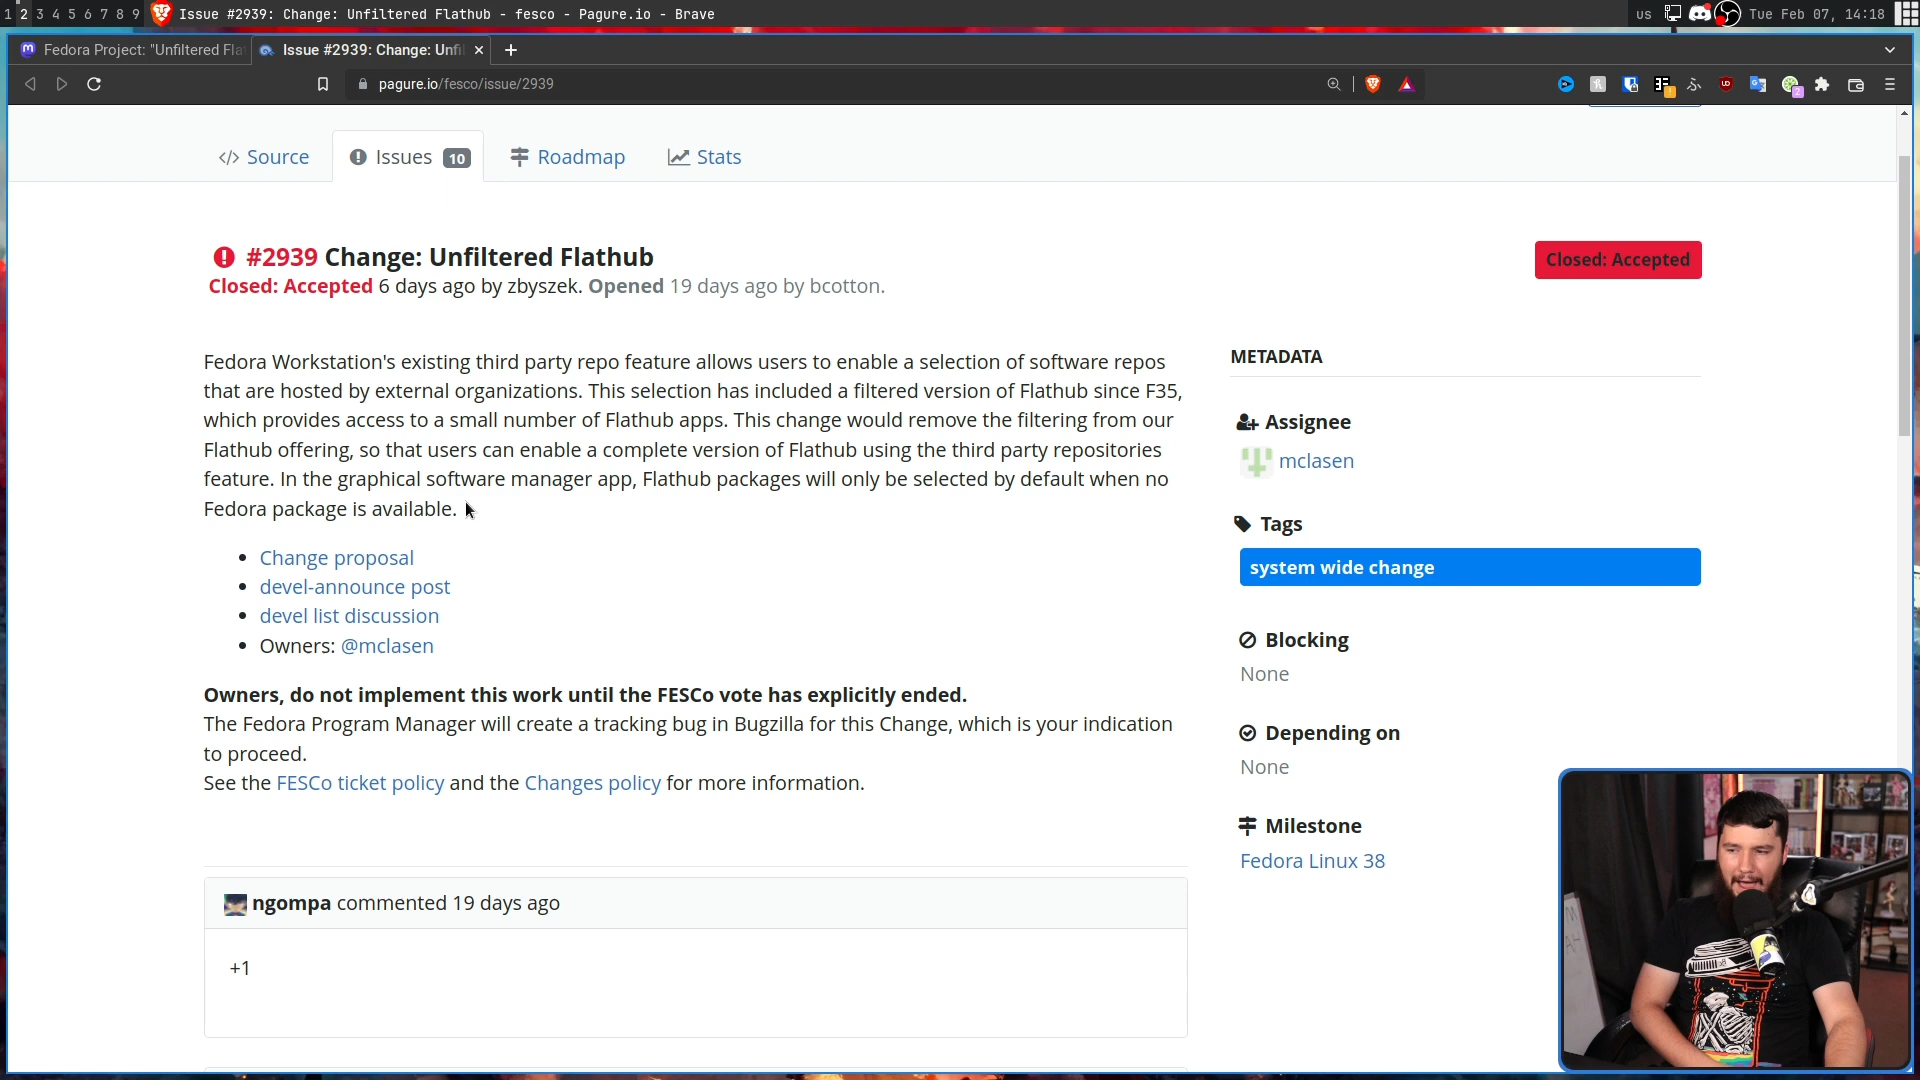 1 2 3 4 5 6 7 8 9 Issue #2939: Change: Unfiltered Flathub - fesco - Pagure.io - Brave us Tue Feb 07, 14:18
Fedora Project: "Unfiltered Fla Issue #2939: Change: Unfi
pagure.io/fesco/issue/2939
Source Issues 10 Roadmap Stats
#2939 Change: Unfiltered Flathub
Closed: Accepted
Closed: Accepted 6 days ago by zbyszek. Opened 19 days ago by bcotton.
Fedora Workstation's existing third party repo feature allows users to enable a selection of software repos
that are hosted by external organizations. This selection has included a filtered version of Flathub since F35,
which provides access to a small number of Flathub apps. This change would remove the filtering from our
Flathub offering, so that users can enable a complete version of Flathub using the third party repositories
feature. In the graphical software manager app, Flathub packages will only be selected by default when no
Fedora package is available.
Change proposal
devel-announce post
devel list discussion
Owners: @mclasen
Owners, do not implement this work until the FESCo vote has explicitly ended.
The Fedora Program Manager will create a tracking bug in Bugzilla for this Change, which is your indication
to proceed.
See the FESCo ticket policy and the Changes policy for more information.
ngompa commented 19 days ago
+1
METADATA
Assignee
mclasen
Tags
system wide change
Blocking
None
Depending on
None
Milestone
Fedora Linux 38